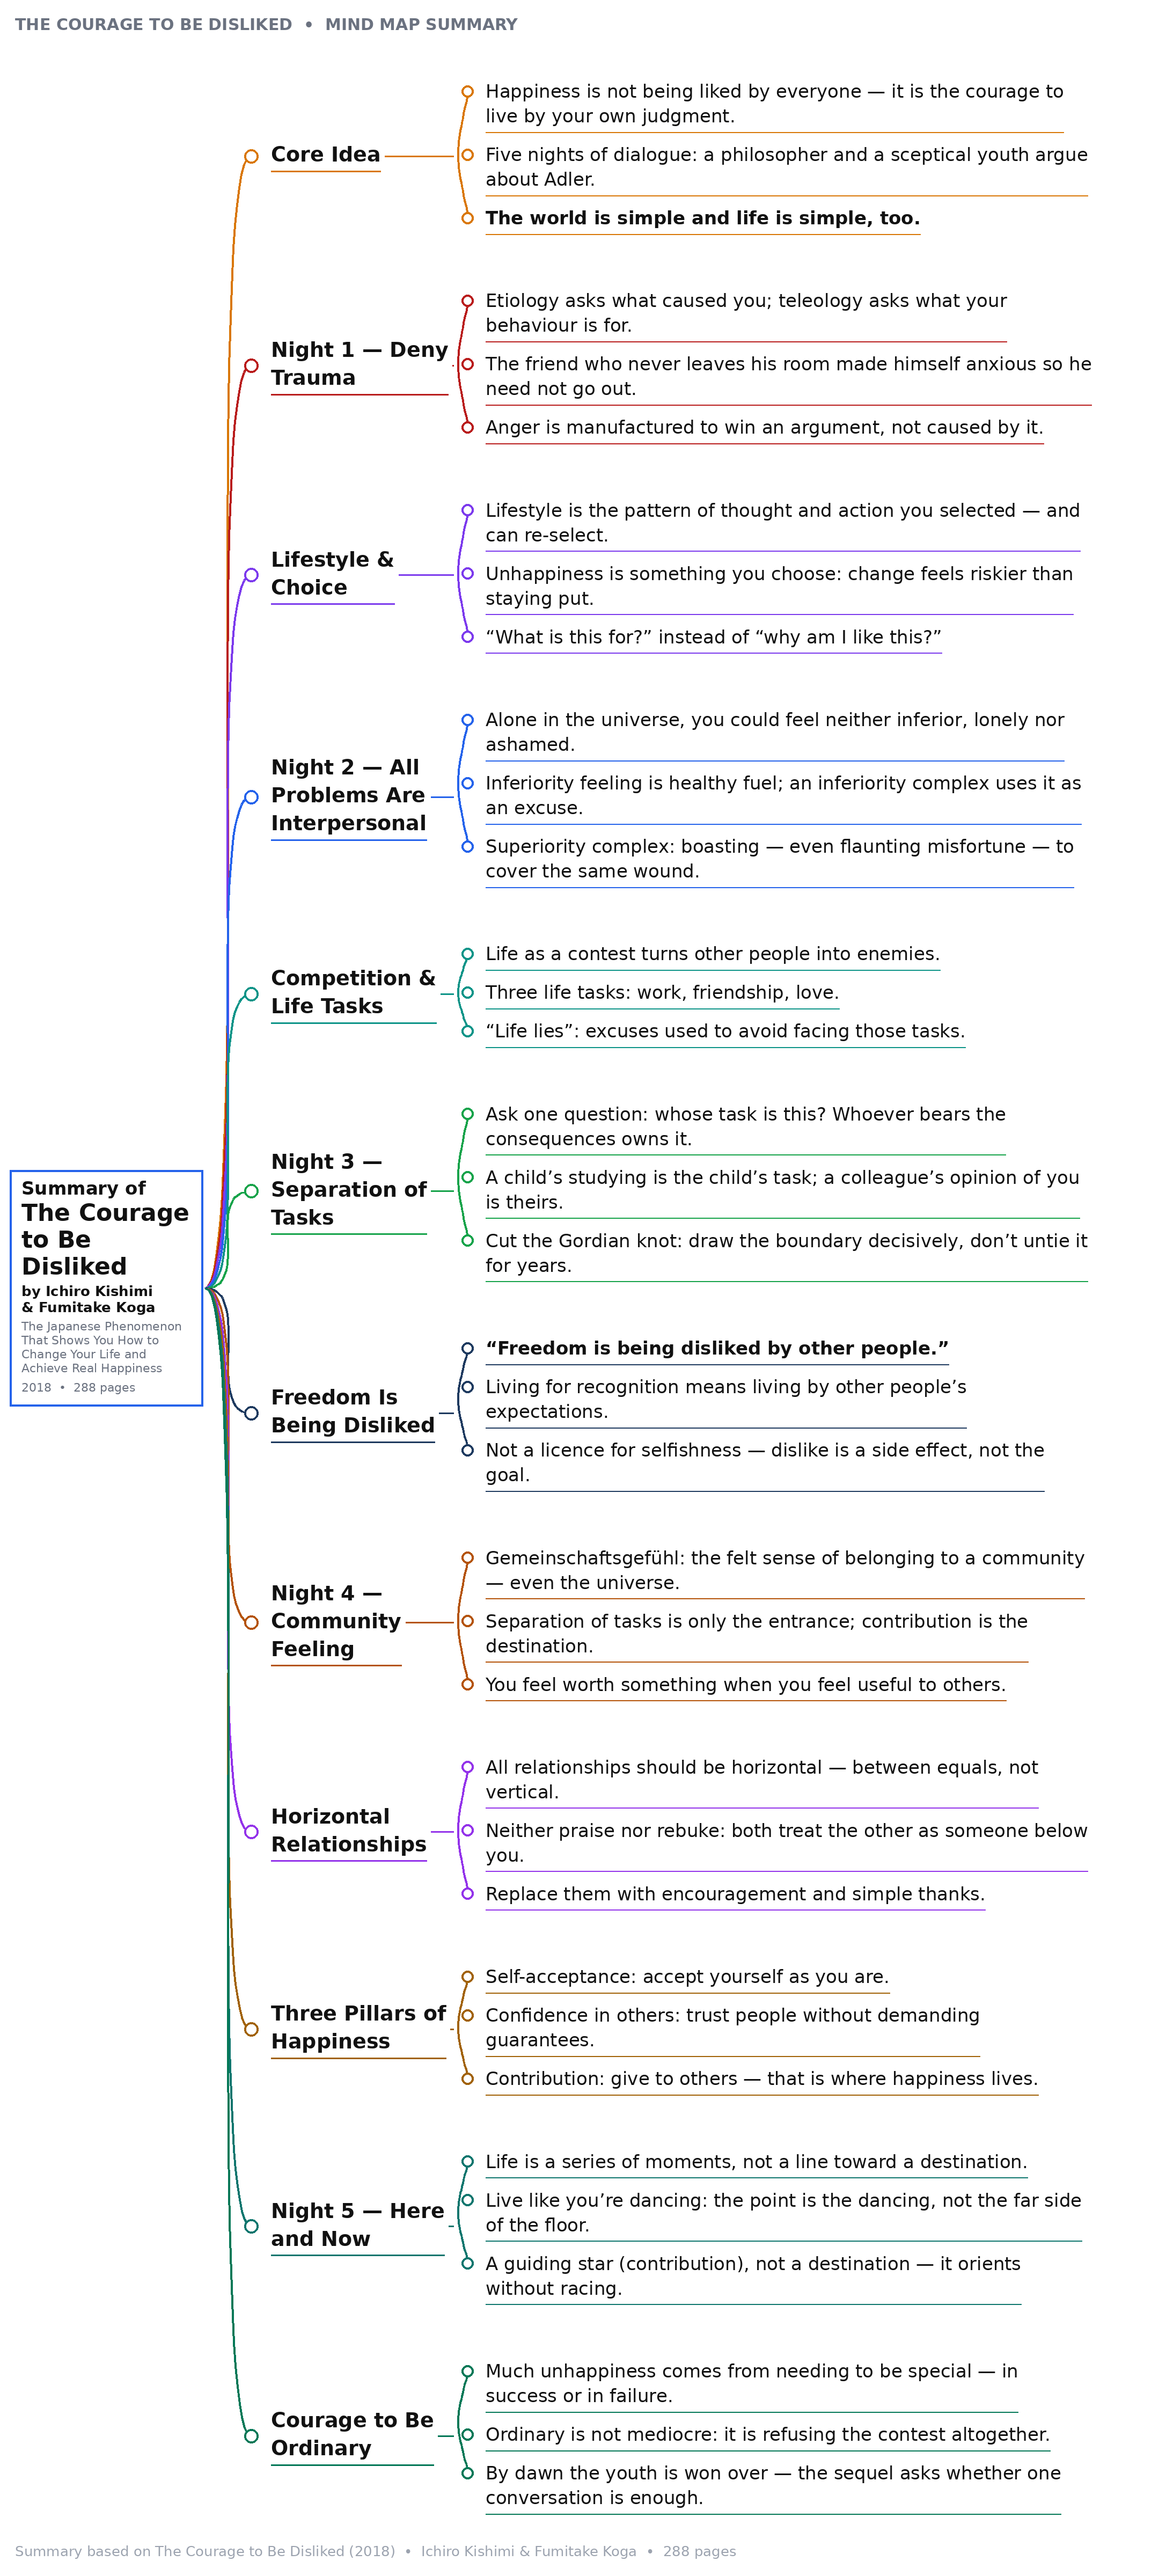 THE COURAGE TO BE DISLIKED • MIND MAP SUMMARY
Summary of
The Courage
to Be
Disliked
by Ichiro Kishimi
& Fumitake Koga
The Japanese Phenomenon
That Shows You How to
Change Your Life and
Achieve Real Happiness
2018 • 288 pages
Core Idea
Happiness is not being liked by everyone — it is the courage to
live by your own judgment.
Five nights of dialogue: a philosopher and a sceptical youth argue
about Adler.
The world is simple and life is simple, too.
Night 1 — Deny
Trauma
Etiology asks what caused you; teleology asks what your
behaviour is for.
The friend who never leaves his room made himself anxious so he
need not go out.
Anger is manufactured to win an argument, not caused by it.
Lifestyle &
Choice
Lifestyle is the pattern of thought and action you selected — and
can re-select.
Unhappiness is something you choose: change feels riskier than
staying put.
“What is this for?” instead of “why am I like this?”
Night 2 — All
Problems Are
Interpersonal
Alone in the universe, you could feel neither inferior, lonely nor
ashamed.
Inferiority feeling is healthy fuel; an inferiority complex uses it as
an excuse.
Superiority complex: boasting — even flaunting misfortune — to
cover the same wound.
Competition &
Life Tasks
Life as a contest turns other people into enemies.
Three life tasks: work, friendship, love.
“Life lies”: excuses used to avoid facing those tasks.
Night 3 —
Separation of
Tasks
Ask one question: whose task is this? Whoever bears the
consequences owns it.
A child’s studying is the child’s task; a colleague’s opinion of you
is theirs.
Cut the Gordian knot: draw the boundary decisively, don’t untie it
for years.
Freedom Is
Being Disliked
“Freedom is being disliked by other people.”
Living for recognition means living by other people’s
expectations.
Not a licence for selfishness — dislike is a side effect, not the
goal.
Night 4 —
Community
Feeling
Gemeinschaftsgefühl: the felt sense of belonging to a community
— even the universe.
Separation of tasks is only the entrance; contribution is the
destination.
You feel worth something when you feel useful to others.
Horizontal
Relationships
All relationships should be horizontal — between equals, not
vertical.
Neither praise nor rebuke: both treat the other as someone below
you.
Replace them with encouragement and simple thanks.
Three Pillars of
Happiness
Self-acceptance: accept yourself as you are.
Confidence in others: trust people without demanding
guarantees.
Contribution: give to others — that is where happiness lives.
Night 5 — Here
and Now
Life is a series of moments, not a line toward a destination.
Live like you’re dancing: the point is the dancing, not the far side
of the floor.
A guiding star (contribution), not a destination — it orients
without racing.
Courage to Be
Ordinary
Much unhappiness comes from needing to be special — in
success or in failure.
Ordinary is not mediocre: it is refusing the contest altogether.
By dawn the youth is won over — the sequel asks whether one
conversation is enough.
Summary based on The Courage to Be Disliked (2018) • Ichiro Kishimi & Fumitake Koga • 288 pages